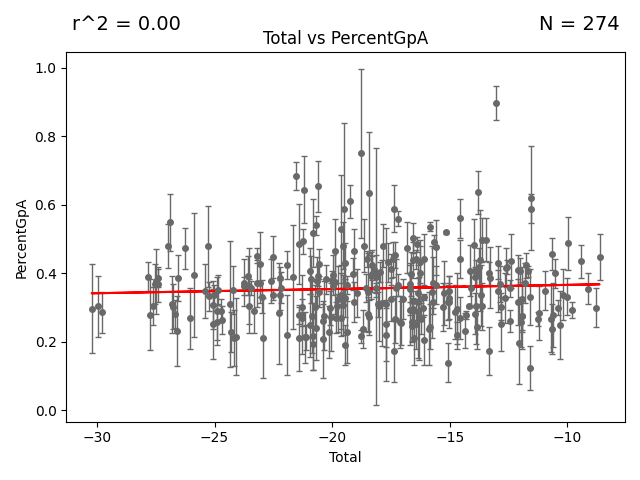 r^2 = 0.00
N = 274
Total vs PercentGpA
1.0
0.8
0.6
0.4
0.2
0.0
PercentGpA
−30
−25
−20
−15
−10
Total